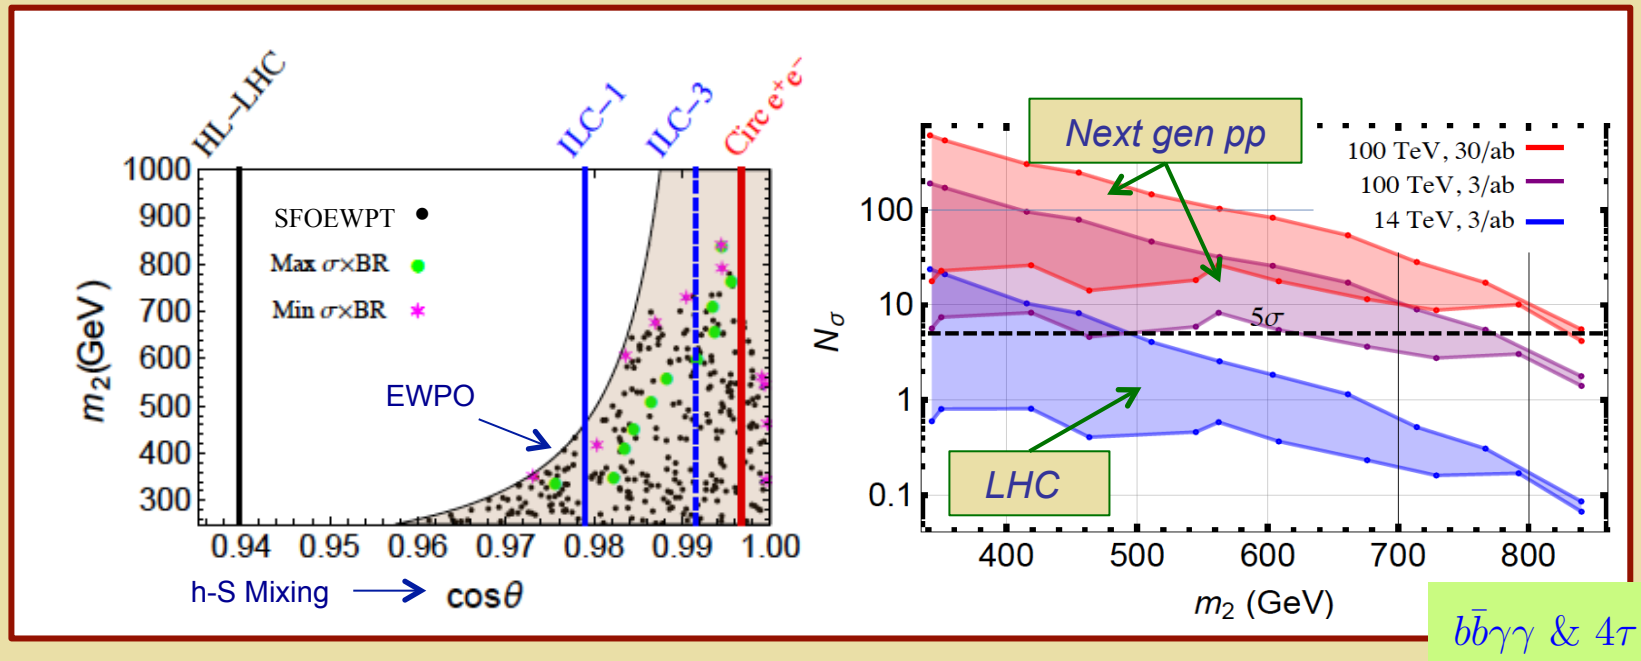 HL-LHC
ILC-1
ILC-3
Circ e⁺e⁻
1000
900
800
700
600
500
400
300
m₂(GeV)
SFOEWPT
Max σ×BR
Min σ×BR
EWPO
0.94 0.95 0.96 0.97 0.98 0.99 1.00
h-S Mixing
cosθ
Next gen pp
100 TeV, 30/ab
100 TeV, 3/ab
14 TeV, 3/ab
100
10
1
0.1
Nσ
5σ
LHC
400 500 600 700 800
m₂ (GeV)
bb̄γγ & 4τ